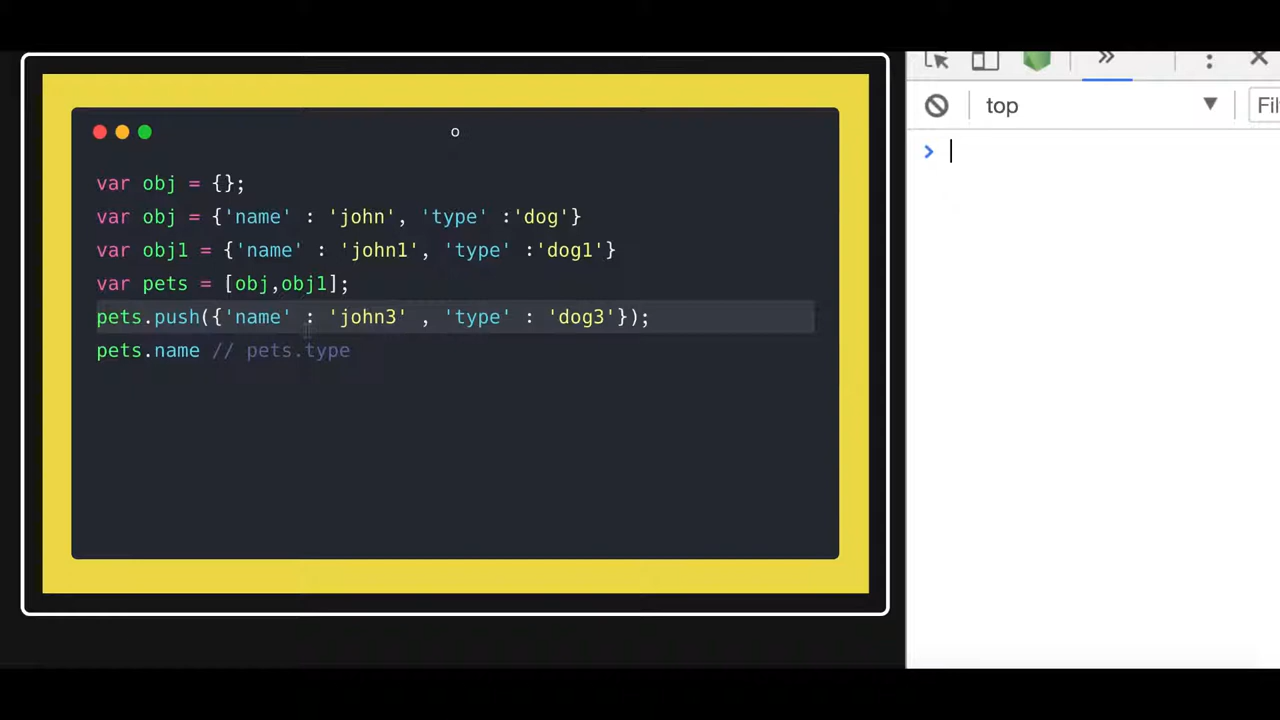 o
var obj = {};
var obj = {'name' : 'john', 'type' :'dog'}
var obj1 = {'name' : 'john1', 'type' :'dog1'}
var pets = [obj,obj1];
pets.push({'name' : 'john3' , 'type' : 'dog3'});
pets.name // pets.type
top
Fil